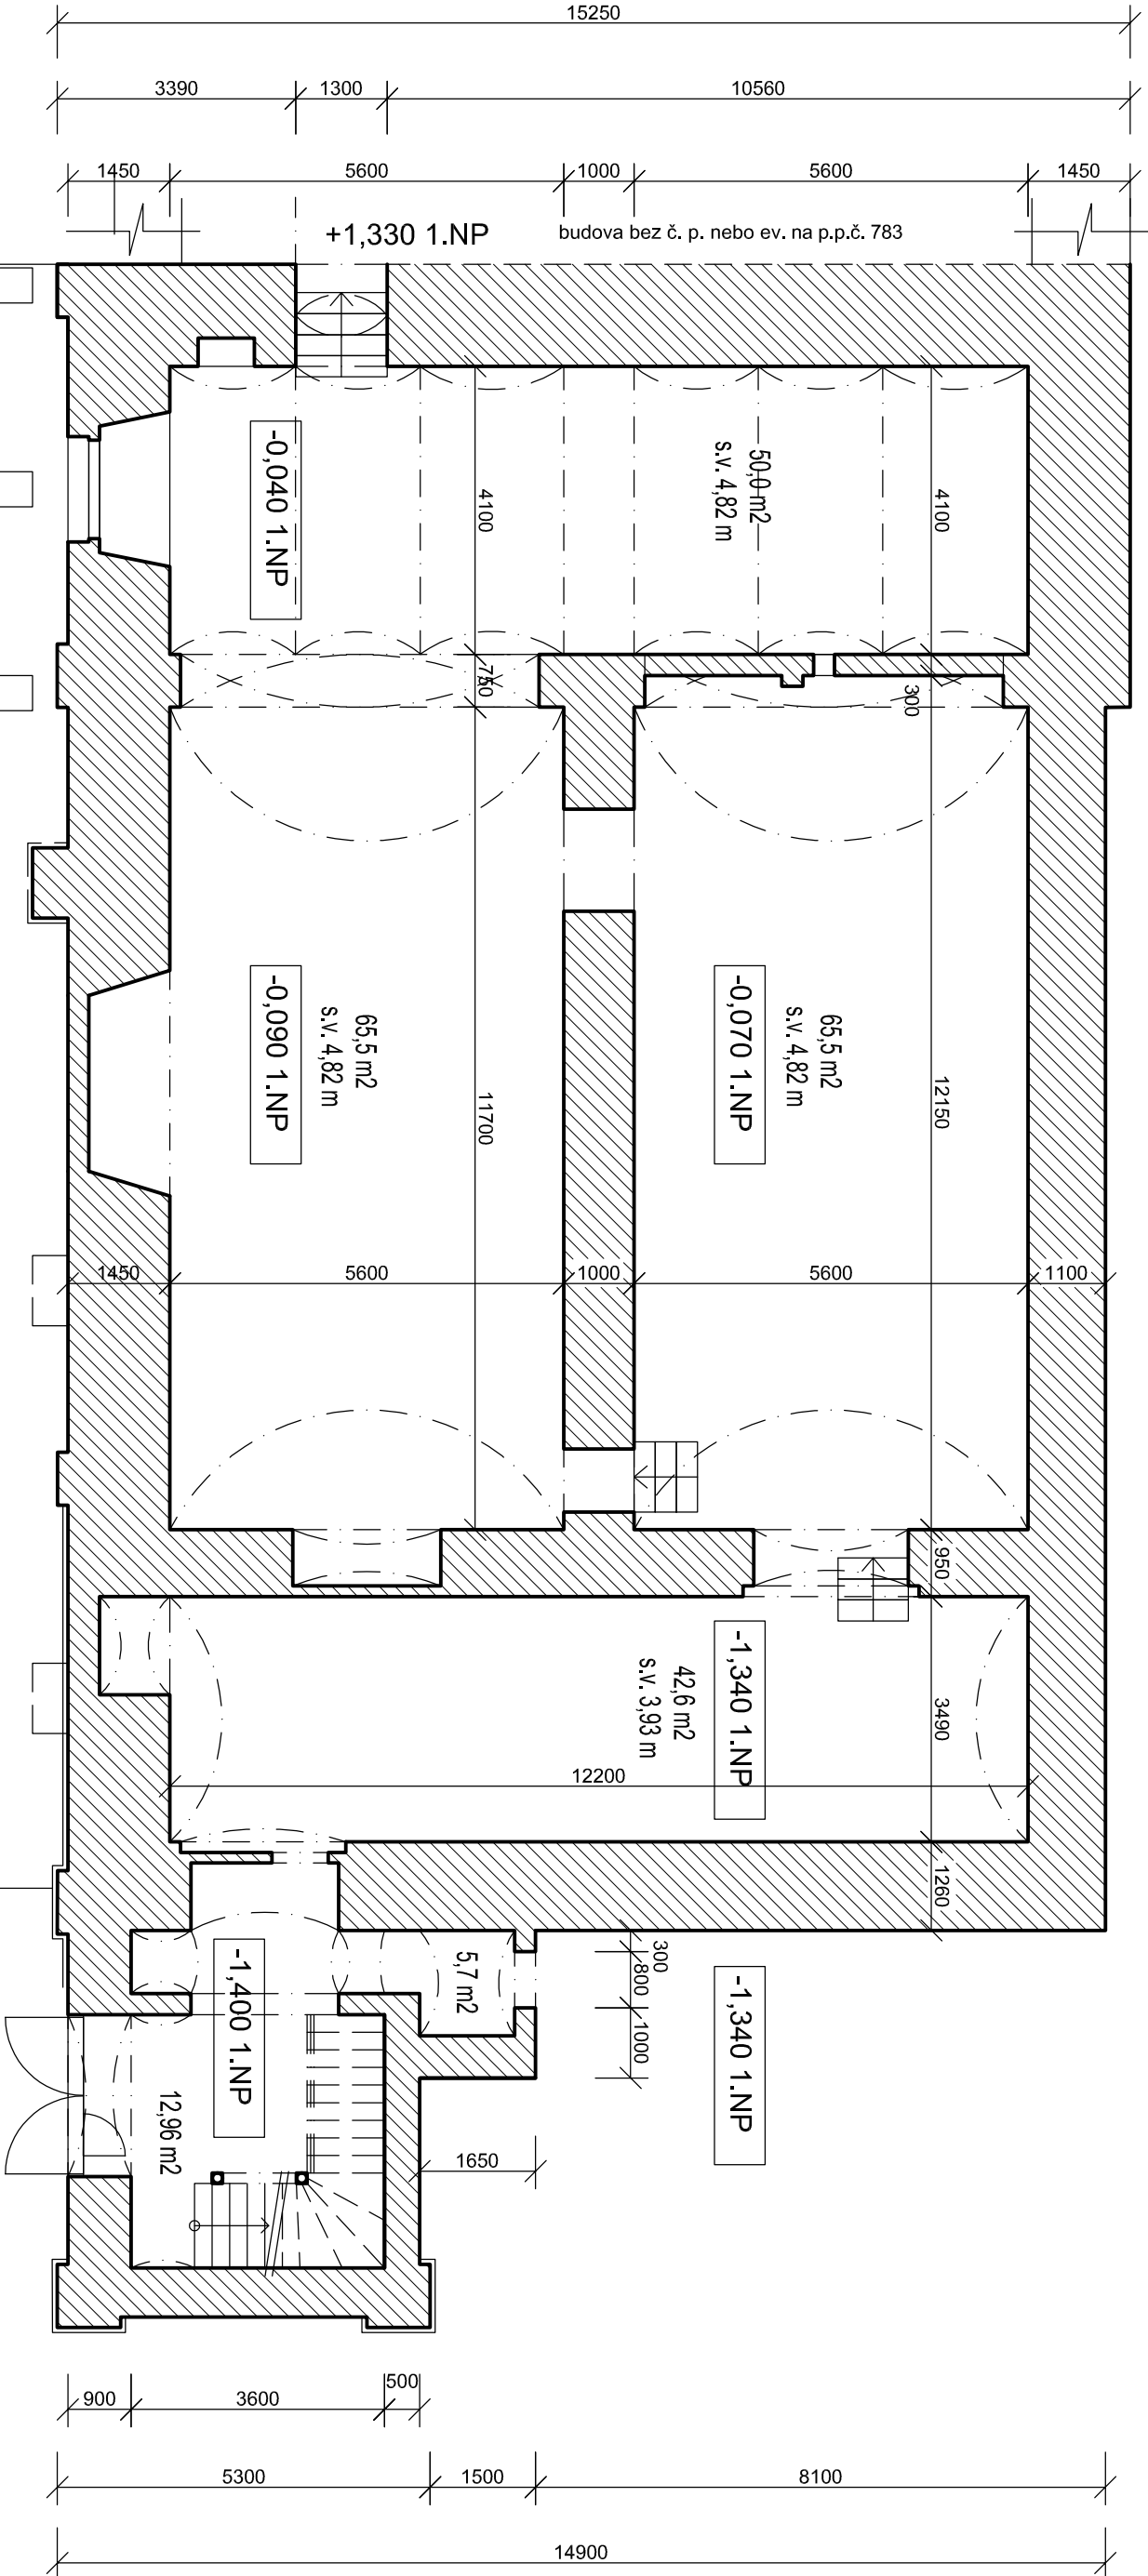 15250
3390
1300
10560
1450
5600
1000
5600
1450
+1,330 1.NP
budova bez č. p. nebo ev. na p.p.č. 783
-0,040 1.NP
4100
50,0 m2
s.v. 4,82 m
4100
750
300
-0,090 1.NP
65,5 m2
s.v. 4,82 m
11700
-0,070 1.NP
65,5 m2
s.v. 4,82 m
12150
1450
5600
1000
5600
1100
950
-1,340 1.NP
42,6 m2
s.v. 3,93 m
3490
12200
1260
-1,400 1.NP
5,7 m2
300
800
1000
-1,340 1.NP
12,96 m2
1650
500
900
3600
5300
1500
8100
14900